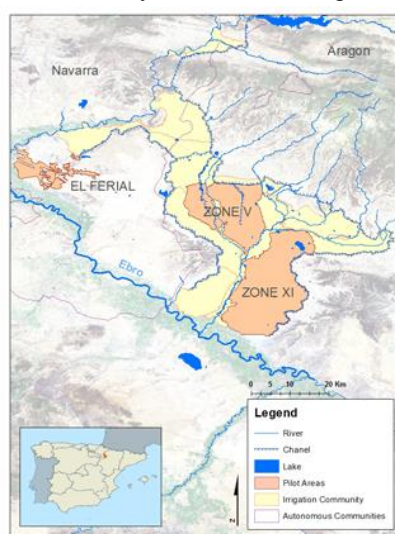 Navarra
Aragon
EL FERIAL
ZONE V
Ebro
ZONE XI
0 5 10 20 Km
Legend
River
Chanel
Lake
Pilot Areas
Irrigation Community
Autonomous Communities
N